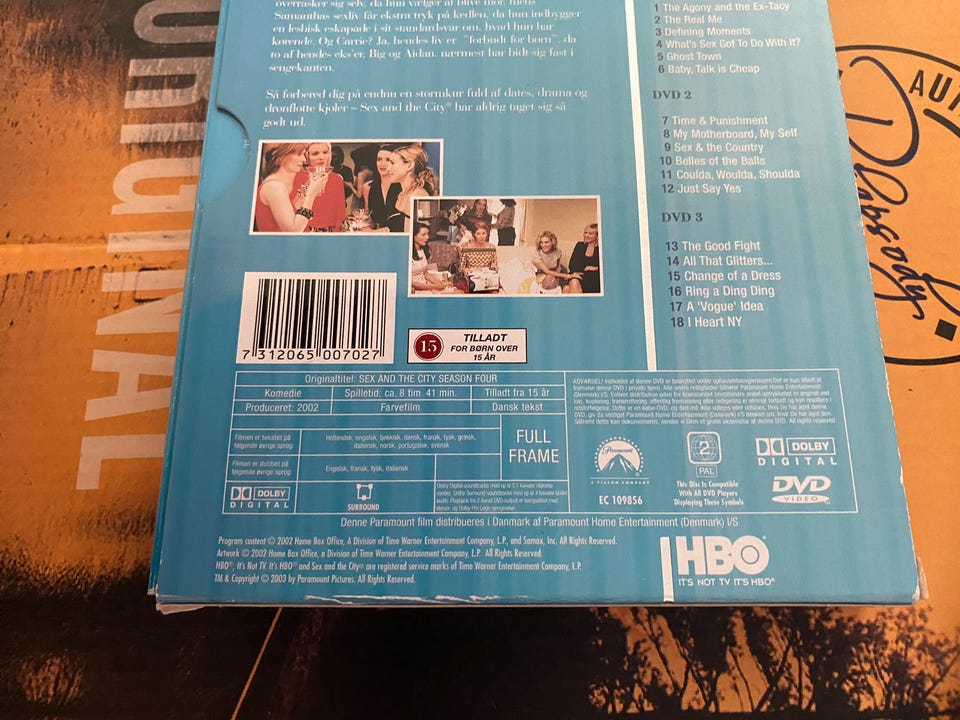 overrasker sig selv, da hun vælger at blive mor, mens
Samanthas sexliv får ekstra tryk på kedlen, da hun indbygger
en lesbisk eskapade i sit standardsvar om, hvad hun har
kørende. Og Carrie? Ja, hendes liv er "forbudt for børn", da
to af hendes eks'er, Big og Aidan, nærmest har bidt sig fast i
sengekanten.
Så forbered dig på endnu en stormkur fuld af dates, drama og
dronflotte kjoler – Sex and the City® har aldrig taget sig så
godt ud.
1 The Agony and the Ex-Tacy
2 The Real Me
3 Defining Moments
4 What's Sex Got To Do With It?
5 Ghost Town
6 Baby, Talk is Cheap
DVD 2
7 Time & Punishment
8 My Motherboard, My Self
9 Sex & the Country
10 Belles of the Balls
11 Coulda, Woulda, Shoulda
12 Just Say Yes
DVD 3
13 The Good Fight
14 All That Glitters...
15 Change of a Dress
16 Ring a Ding Ding
17 A 'Vogue' Idea
18 I Heart NY
7 312065 007027
15
TILLADT
FOR BØRN OVER
15 ÅR
Originaltitel: SEX AND THE CITY SEASON FOUR
Komedie Spilletid: ca. 8 tim. 41 min. Tilladt fra 15 år
Produceret: 2002 Farvefilm Dansk tekst
Filmen er tekstet på
følgende øvrige sprog:
Hollandsk, engelsk, tjekkisk, dansk, fransk, tysk, græsk,
italiensk, norsk, portugisisk, svensk
Filmen er dubbet på
følgende øvrige sprog:
Engelsk, fransk, tysk, italiensk
FULL
FRAME
DOLBY
DIGITAL
SURROUND
Paramount
EC 109856
2
PAL
This Disc Is Compatible
With All DVD Players
Displaying These Symbols
DOLBY
DIGITAL
DVD
VIDEO
Denne Paramount film distribueres i Danmark af Paramount Home Entertainment (Denmark) I/S
Program content © 2002 Home Box Office, a Division of Time Warner Entertainment Company, L.P., and Samax, Inc. All Rights Reserved.
Artwork © 2002 Home Box Office, a Division of Time Warner Entertainment Company, L.P. All Rights Reserved.
HBO®, It's Not TV. It's HBO® and Sex and the City® are registered service marks of Time Warner Entertainment Company, L.P.
TM & Copyright © 2003 by Paramount Pictures. All Rights Reserved.
HBO®
IT'S NOT TV. IT'S HBO®
ORIGINAL
AUT